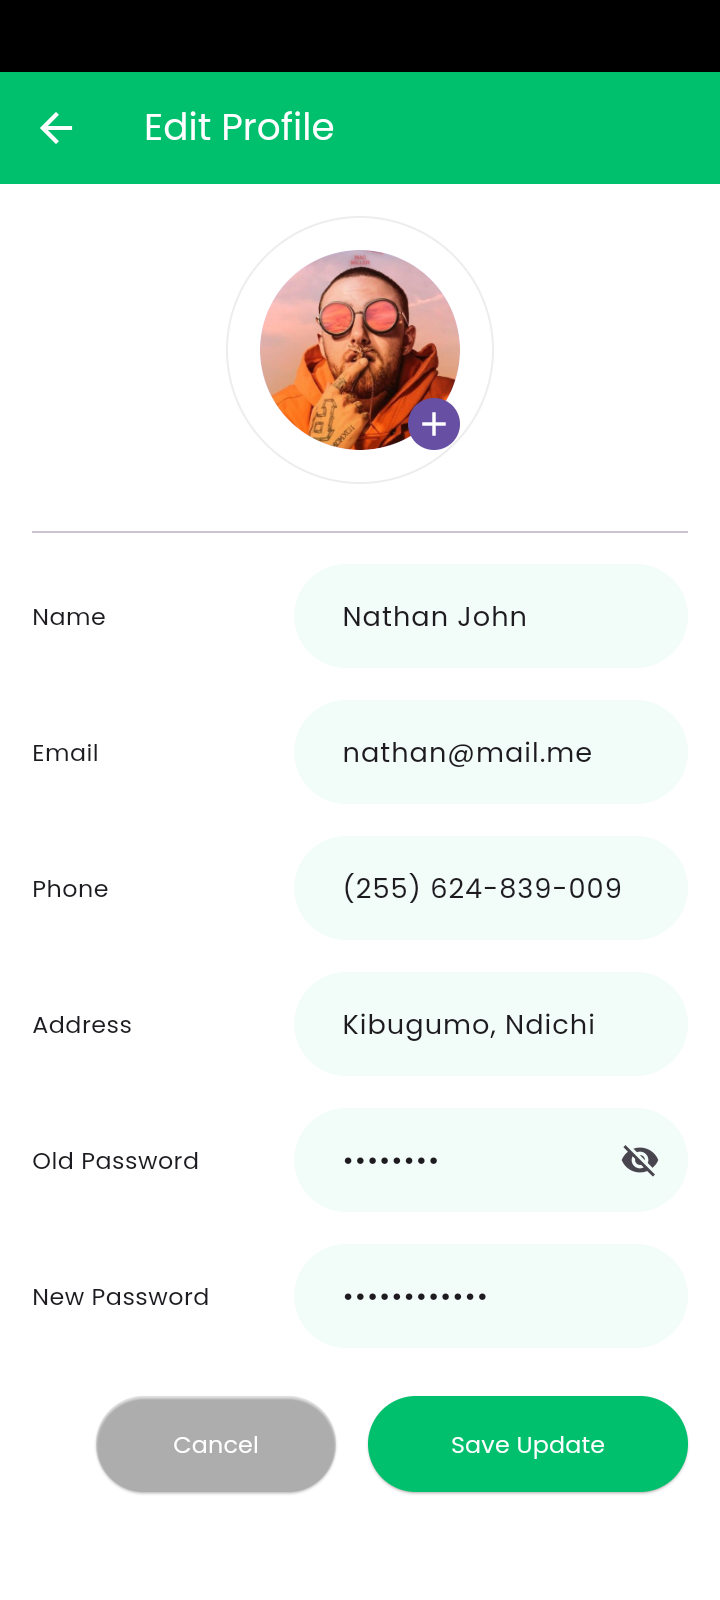 Edit Profile
Name
Nathan John
Email
nathan@mail.me
Phone
(255) 624-839-009
Address
Kibugumo, Ndichi
Old Password
••••••••
New Password
••••••••••••
Cancel
Save Update